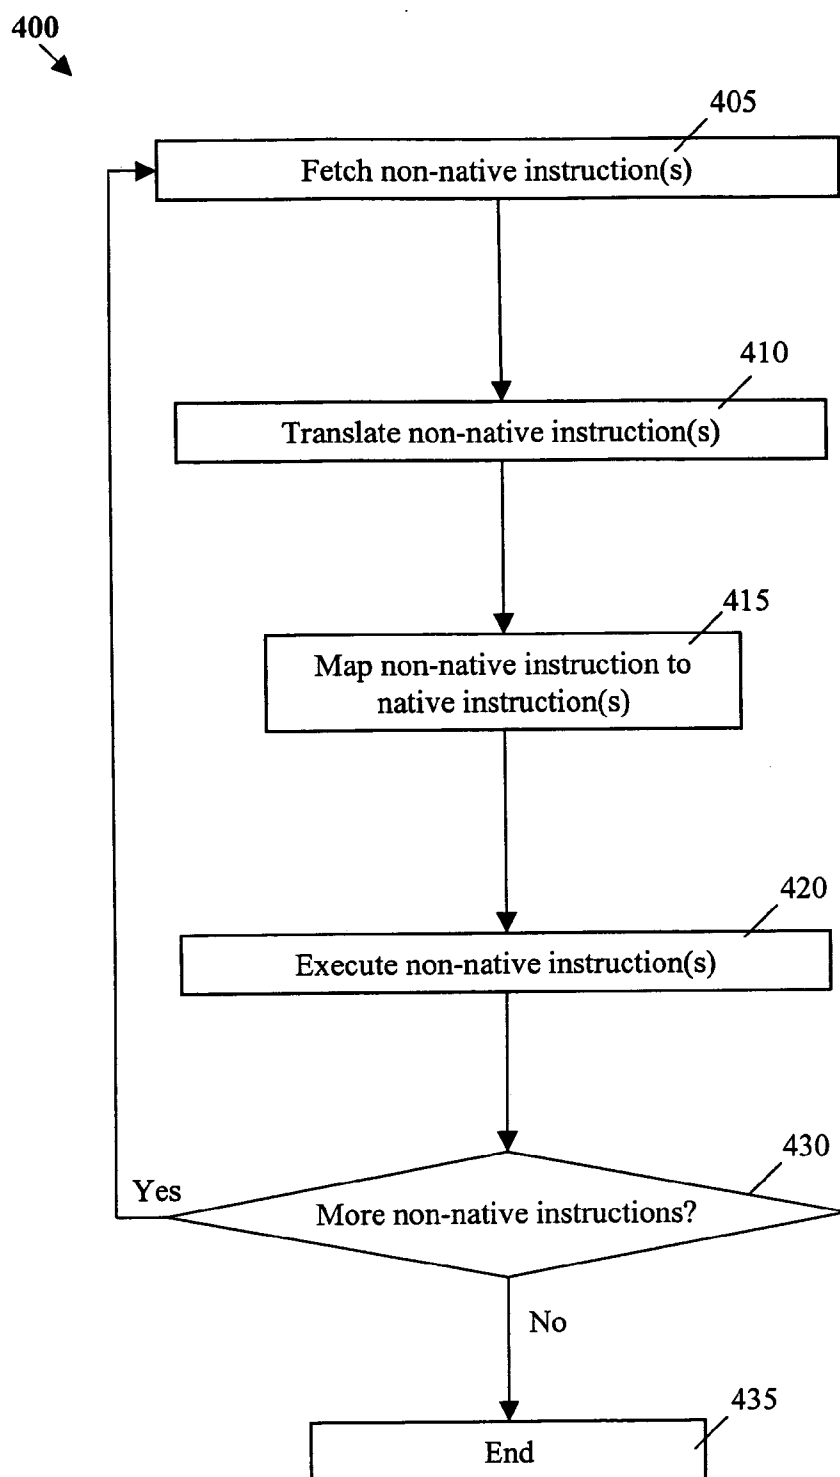 400
405
Fetch non-native instruction(s)
410
Translate non-native instruction(s)
415
Map non-native instruction to
native instruction(s)
420
Execute non-native instruction(s)
430
Yes
More non-native instructions?
No
435
End